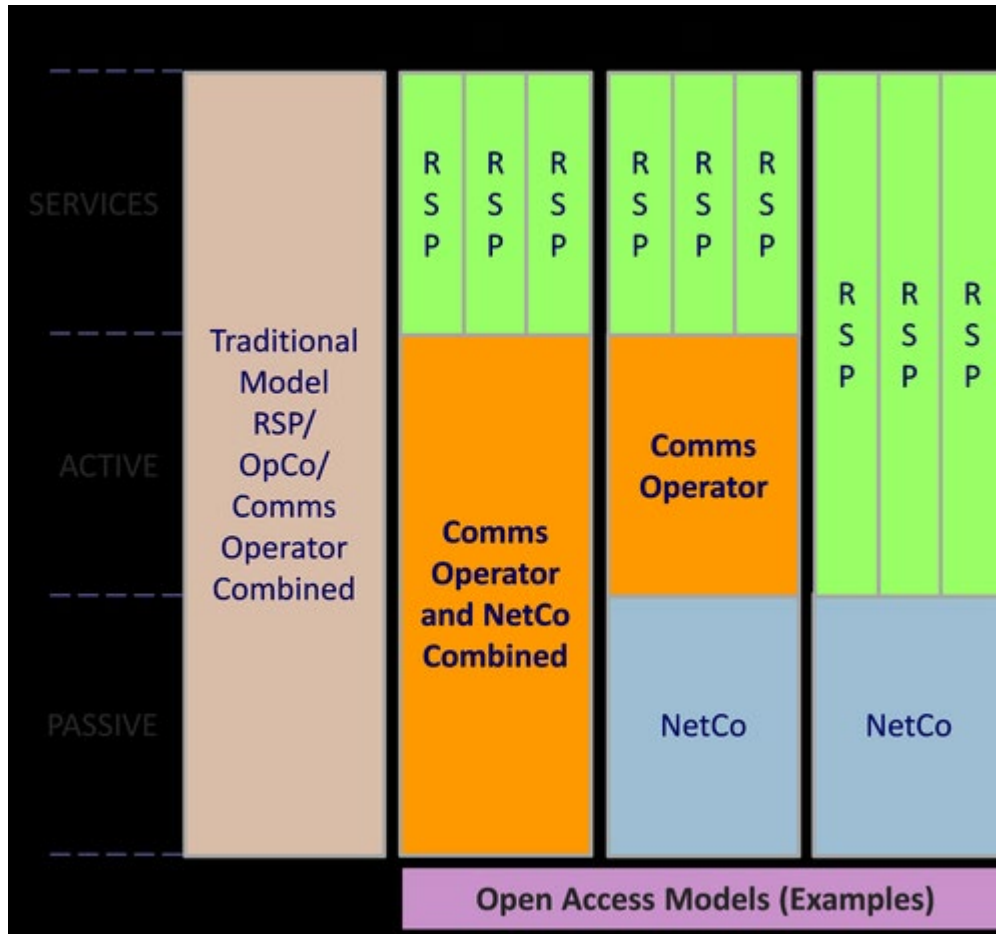 SERVICES
ACTIVE
PASSIVE
Traditional
Model
RSP/
OpCo/
Comms
Operator
Combined
R
S
P
R
S
P
R
S
P
Comms
Operator
and NetCo
Combined
R
S
P
R
S
P
R
S
P
Comms
Operator
NetCo
R
S
P
R
S
P
R
S
P
NetCo
Open Access Models (Examples)